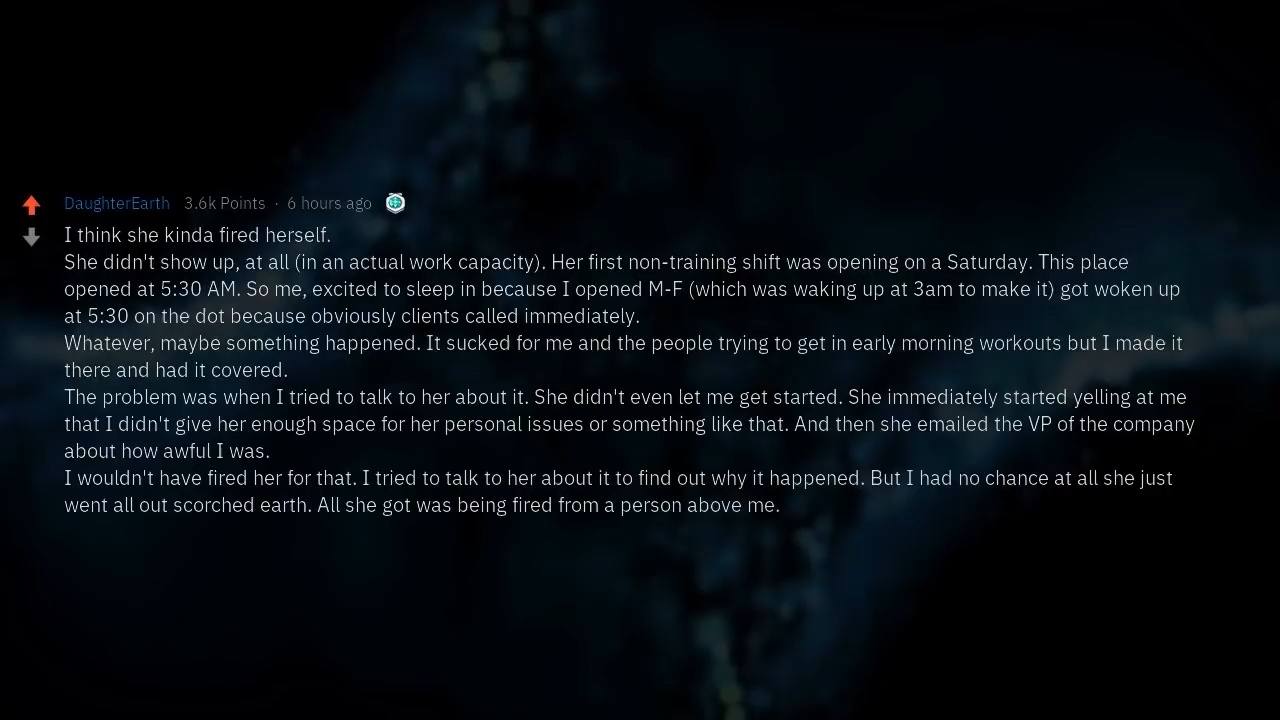 DaughterEarth 3.6k Points · 6 hours ago
I think she kinda fired herself.
She didn't show up, at all (in an actual work capacity). Her first non-training shift was opening on a Saturday. This place
opened at 5:30 AM. So me, excited to sleep in because I opened M-F (which was waking up at 3am to make it) got woken up
at 5:30 on the dot because obviously clients called immediately.
Whatever, maybe something happened. It sucked for me and the people trying to get in early morning workouts but I made it
there and had it covered.
The problem was when I tried to talk to her about it. She didn't even let me get started. She immediately started yelling at me
that I didn't give her enough space for her personal issues or something like that. And then she emailed the VP of the company
about how awful I was.
I wouldn't have fired her for that. I tried to talk to her about it to find out why it happened. But I had no chance at all she just
went all out scorched earth. All she got was being fired from a person above me.